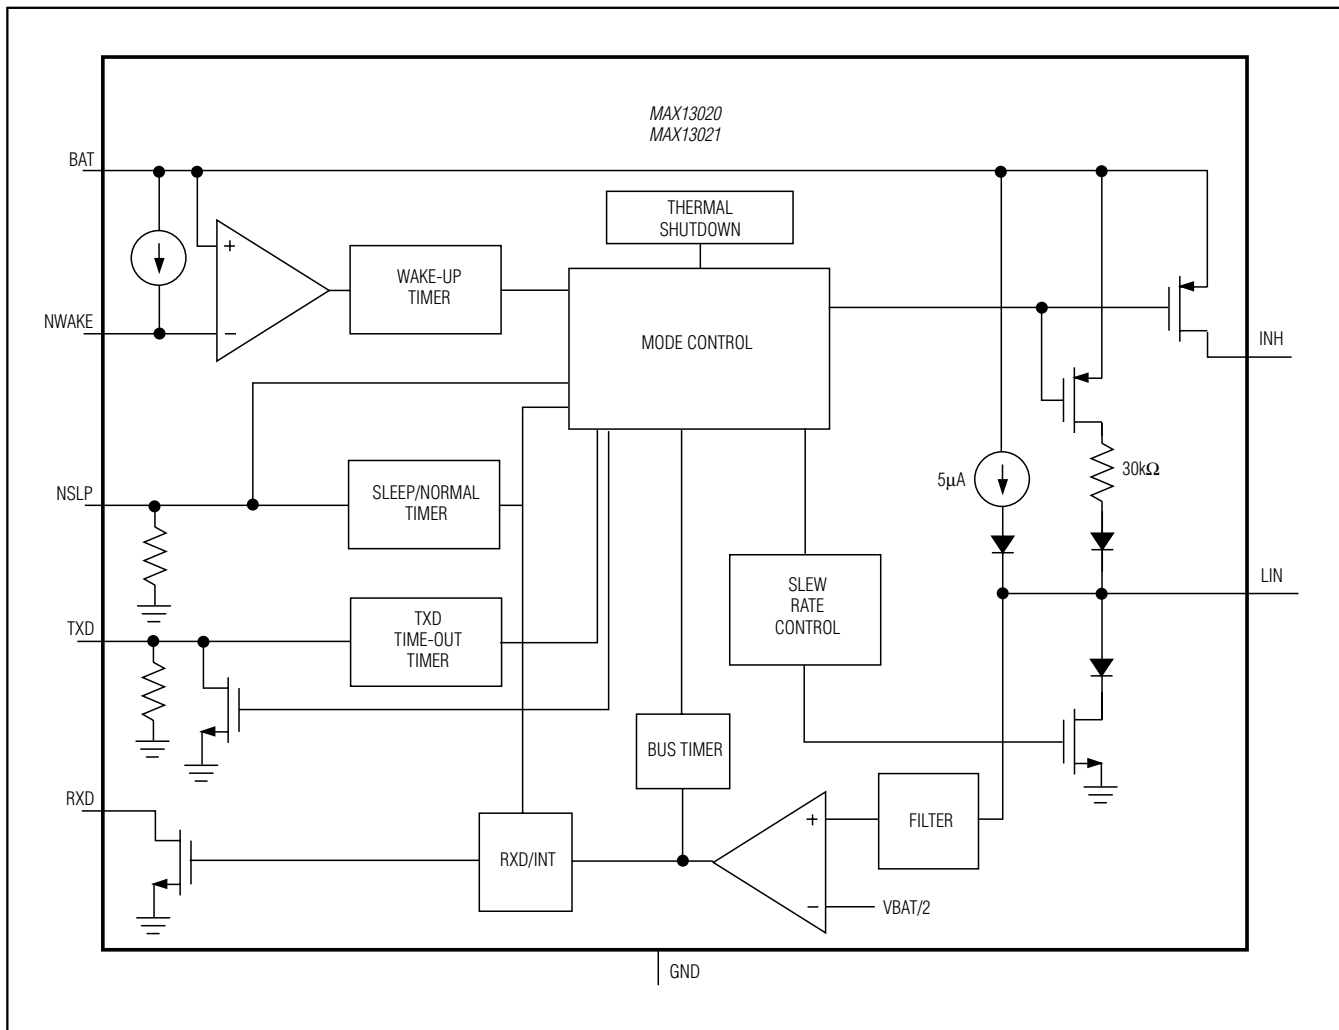 MAX13020
MAX13021
BAT
THERMAL
SHUTDOWN
+
WAKE-UP
TIMER
NWAKE
−
MODE CONTROL
INH
30kΩ
5µA
NSLP
SLEEP/NORMAL
TIMER
LIN
SLEW
RATE
CONTROL
TXD
TXD
TIME-OUT
TIMER
BUS TIMER
RXD
+
FILTER
RXD/INT
−
VBAT/2
GND